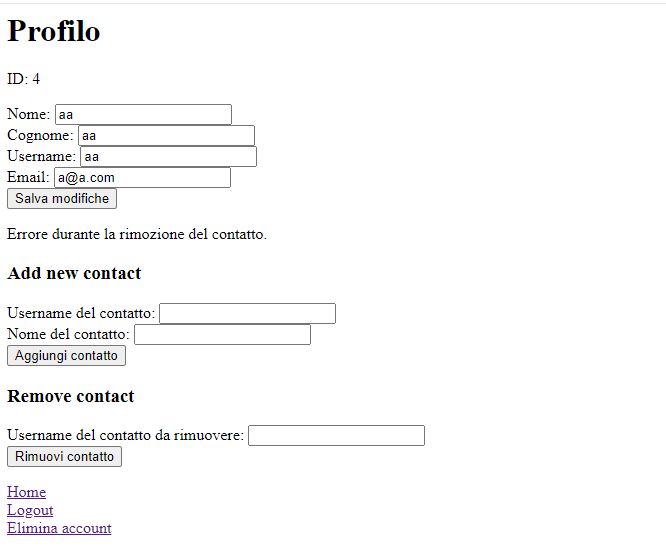 Profilo
ID: 4
Nome: aa
Cognome: aa
Username: aa
Email: a@a.com
Salva modifiche
Errore durante la rimozione del contatto.
Add new contact
Username del contatto:
Nome del contatto:
Aggiungi contatto
Remove contact
Username del contatto da rimuovere:
Rimuovi contatto
Home
Logout
Elimina account